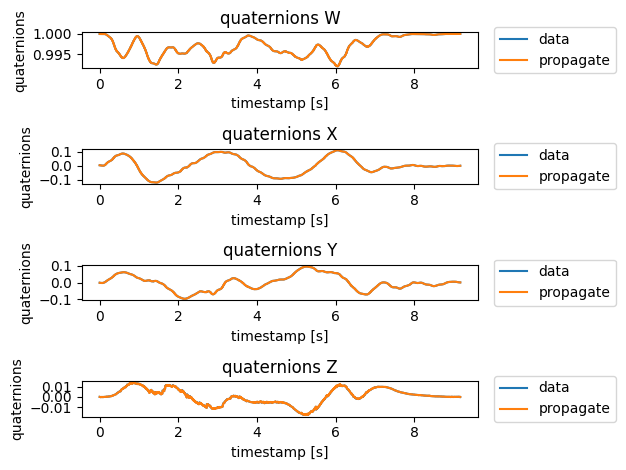 quaternions W
quaternions
1.000
0.995
0 2 4 6 8
timestamp [s]
data
propagate
quaternions X
quaternions
0.1
0.0
−0.1
0 2 4 6 8
timestamp [s]
data
propagate
quaternions Y
quaternions
0.1
0.0
−0.1
0 2 4 6 8
timestamp [s]
data
propagate
quaternions Z
quaternions
0.01
0.00
−0.01
0 2 4 6 8
timestamp [s]
data
propagate